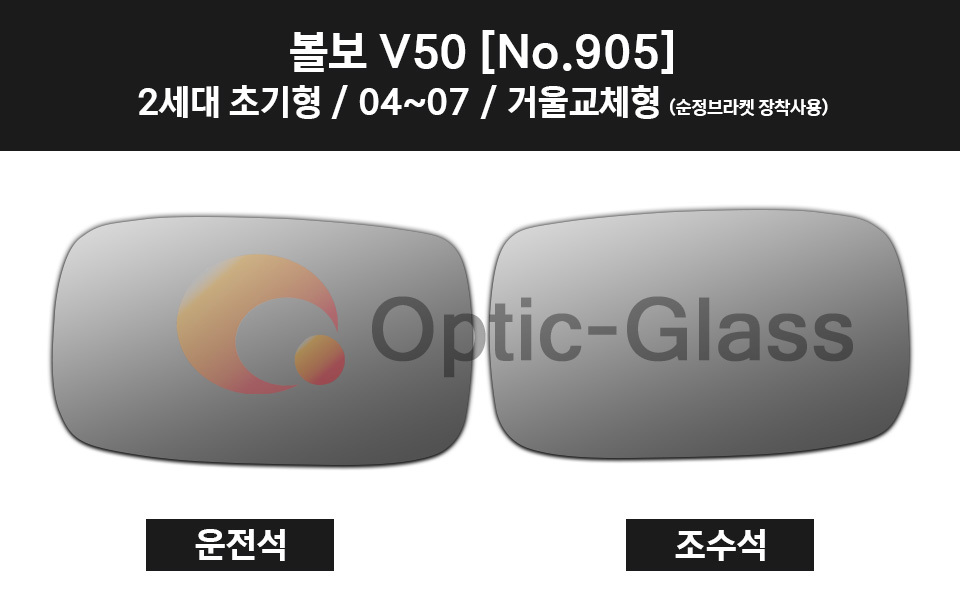 볼보 V50 [No.905]
2세대 초기형 / 04~07 / 거울교체형 (순정브라켓 장착사용)
Optic-Glass
운전석
조수석